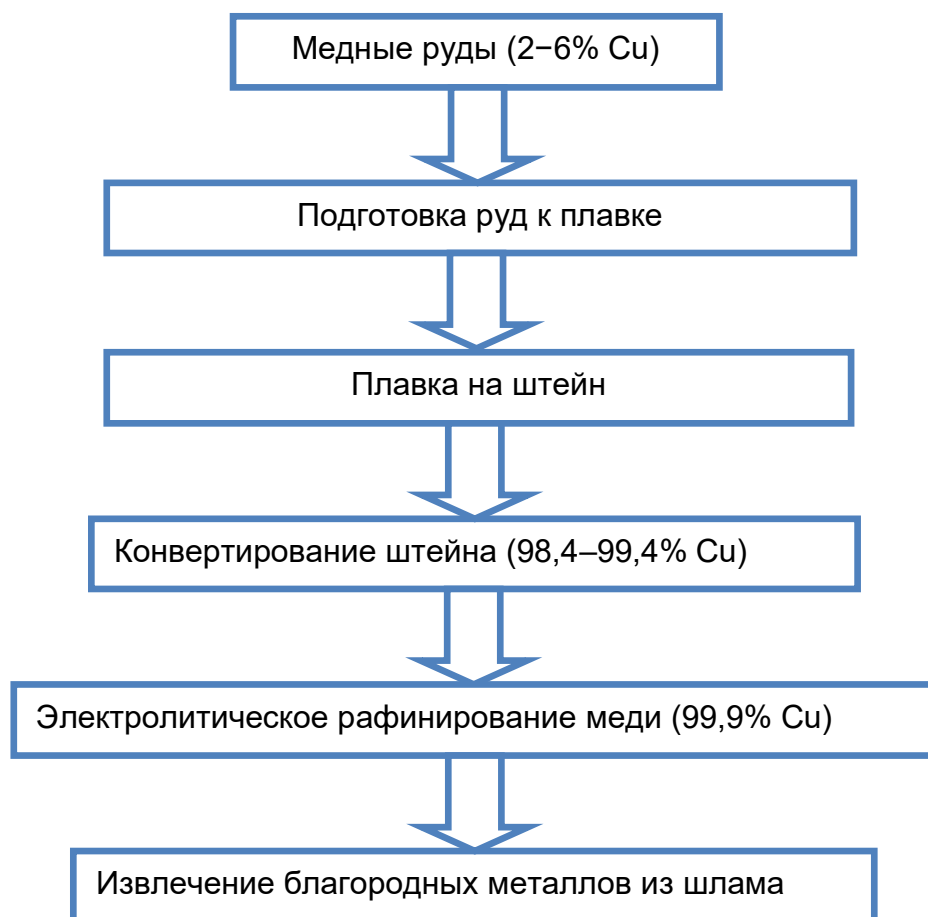 Медные руды (2−6% Cu)
Подготовка руд к плавке
Плавка на штейн
Конвертирование штейна (98,4–99,4% Cu)
Электролитическое рафинирование меди (99,9% Cu)
Извлечение благородных металлов из шлама